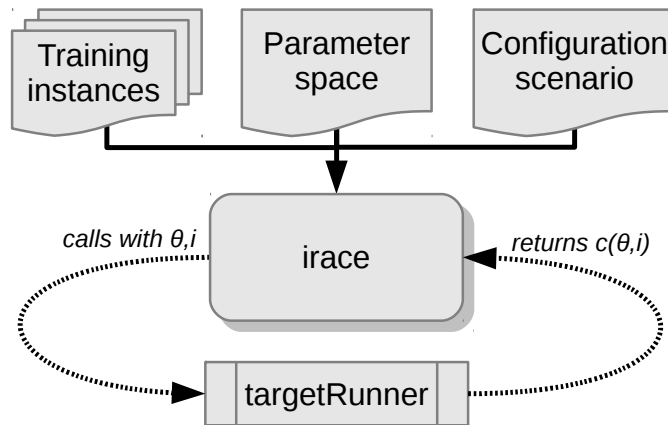 Training
instances
Parameter
space
Configuration
scenario
calls with θ,i
irace
returns c(θ,i)
targetRunner